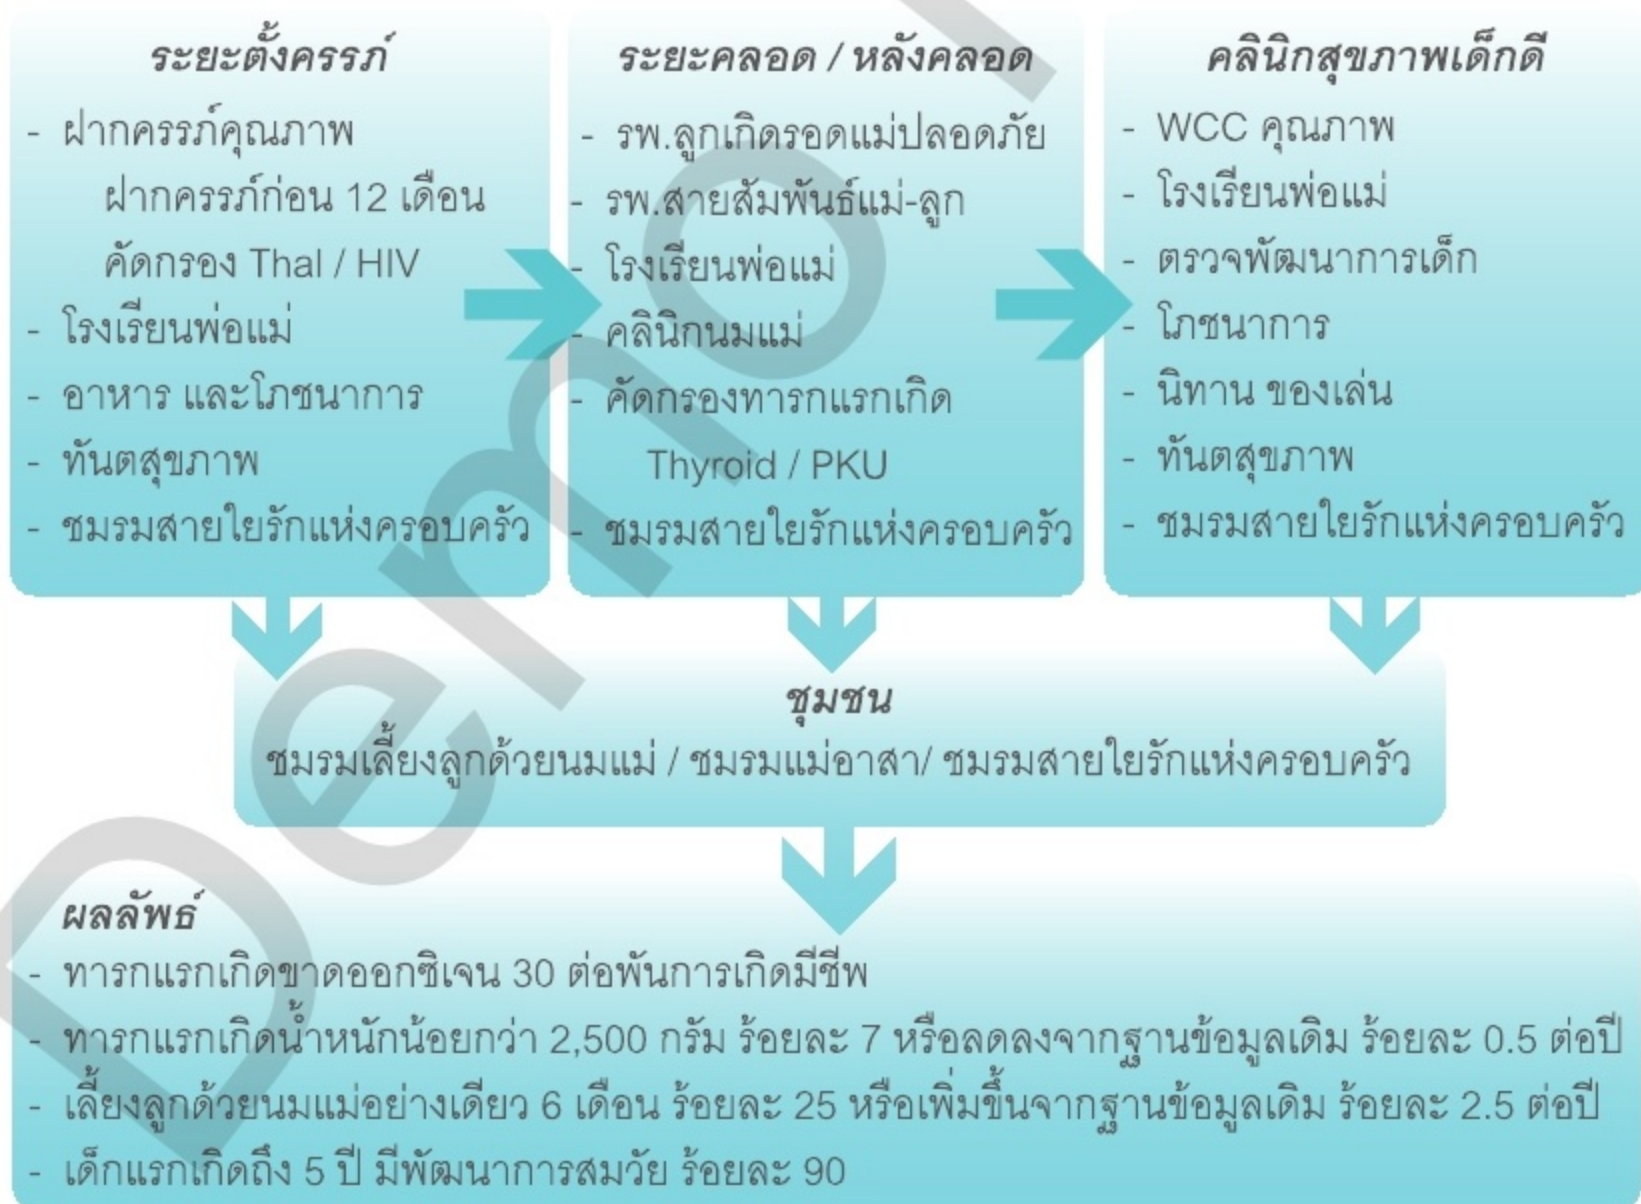 ระยะตั้งครรภ์
- ฝากครรภ์คุณภาพ
ฝากครรภ์ก่อน 12 เดือน
คัดกรอง Thal / HIV
- โรงเรียนพ่อแม่
- อาหาร และโภชนาการ
- ทันตสุขภาพ
- ชมรมสายใยรักแห่งครอบครัว
ระยะคลอด / หลังคลอด
- รพ.ลูกเกิดรอดแม่ปลอดภัย
- รพ.สายสัมพันธ์แม่-ลูก
- โรงเรียนพ่อแม่
- คลินิกนมแม่
- คัดกรองทารกแรกเกิด
Thyroid / PKU
- ชมรมสายใยรักแห่งครอบครัว
คลินิกสุขภาพเด็กดี
- WCC คุณภาพ
- โรงเรียนพ่อแม่
- ตรวจพัฒนาการเด็ก
- โภชนาการ
- นิทาน ของเล่น
- ทันตสุขภาพ
- ชมรมสายใยรักแห่งครอบครัว
ชุมชน
ชมรมเลี้ยงลูกด้วยนมแม่ / ชมรมแม่อาสา/ ชมรมสายใยรักแห่งครอบครัว
ผลลัพธ์
- ทารกแรกเกิดขาดออกซิเจน 30 ต่อพันการเกิดมีชีพ
- ทารกแรกเกิดน้ำหนักน้อยกว่า 2,500 กรัม ร้อยละ 7 หรือลดลงจากฐานข้อมูลเดิม ร้อยละ 0.5 ต่อปี
- เลี้ยงลูกด้วยนมแม่อย่างเดียว 6 เดือน ร้อยละ 25 หรือเพิ่มขึ้นจากฐานข้อมูลเดิม ร้อยละ 2.5 ต่อปี
- เด็กแรกเกิดถึง 5 ปี มีพัฒนาการสมวัย ร้อยละ 90
Demo